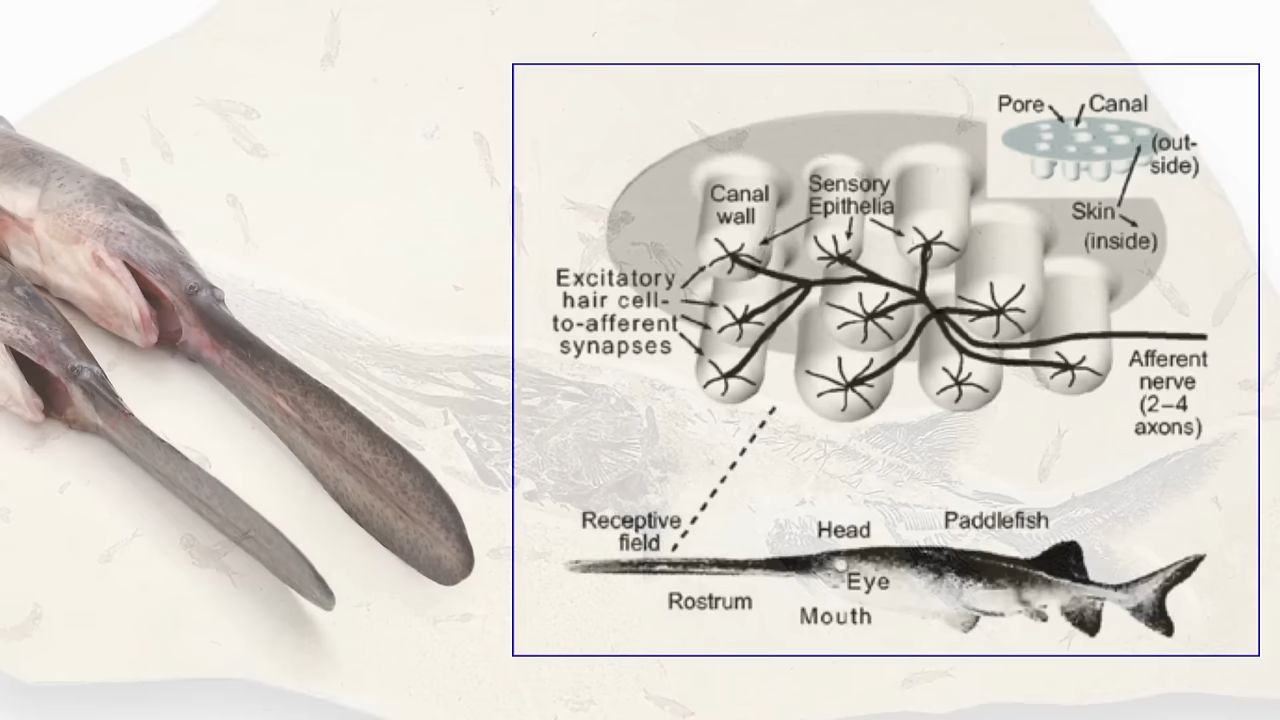 Pore
Canal
(out-
side)
Canal
wall
Sensory
Epithelia
Skin
(inside)
Excitatory
hair cell-
to-afferent
synapses
Afferent
nerve
(2–4
axons)
Receptive
field
Head
Paddlefish
Eye
Rostrum
Mouth